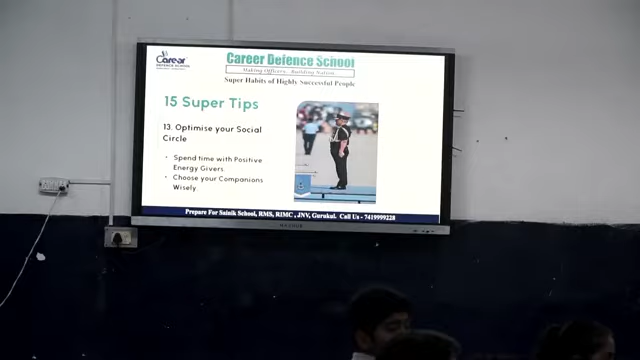 Career
DEFENCE SCHOOL
Career Defence School
Making Officers...Building Nation
Super Habits of Highly Successful People
15 Super Tips
13. Optimise your Social
Circle
• Spend time with Positive
Energy Givers.
• Choose your Companions
Wisely
Prepare For Sainik School, RMS, RIMC , JNV, Gurukul. Call Us - 7419999228